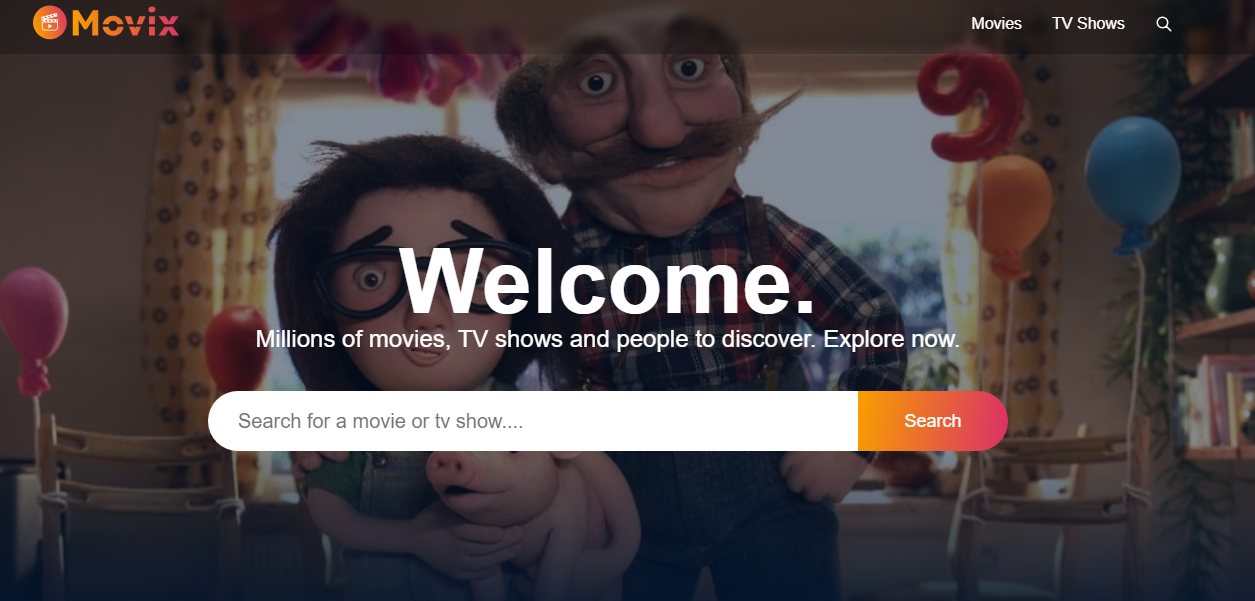 Movix
Movies
TV Shows
9
Welcome.
Millions of movies, TV shows and people to discover. Explore now.
Search for a movie or tv show....
Search